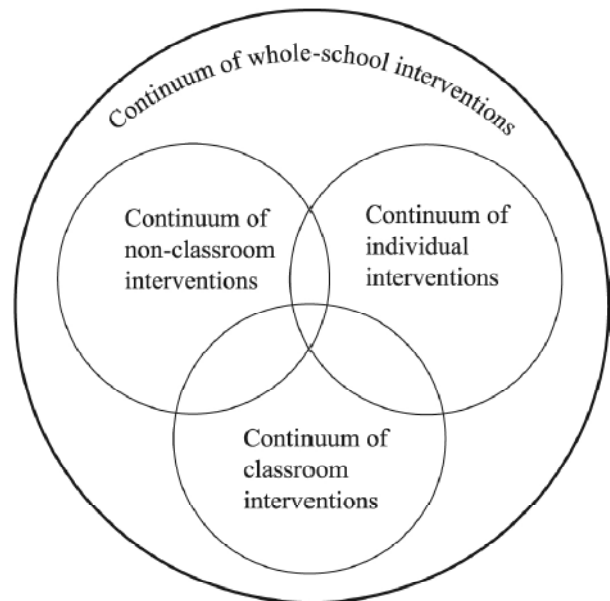 Continuum of whole-school interventions
Continuum of
non-classroom
interventions
Continuum of
individual
interventions
Continuum of
classroom
interventions